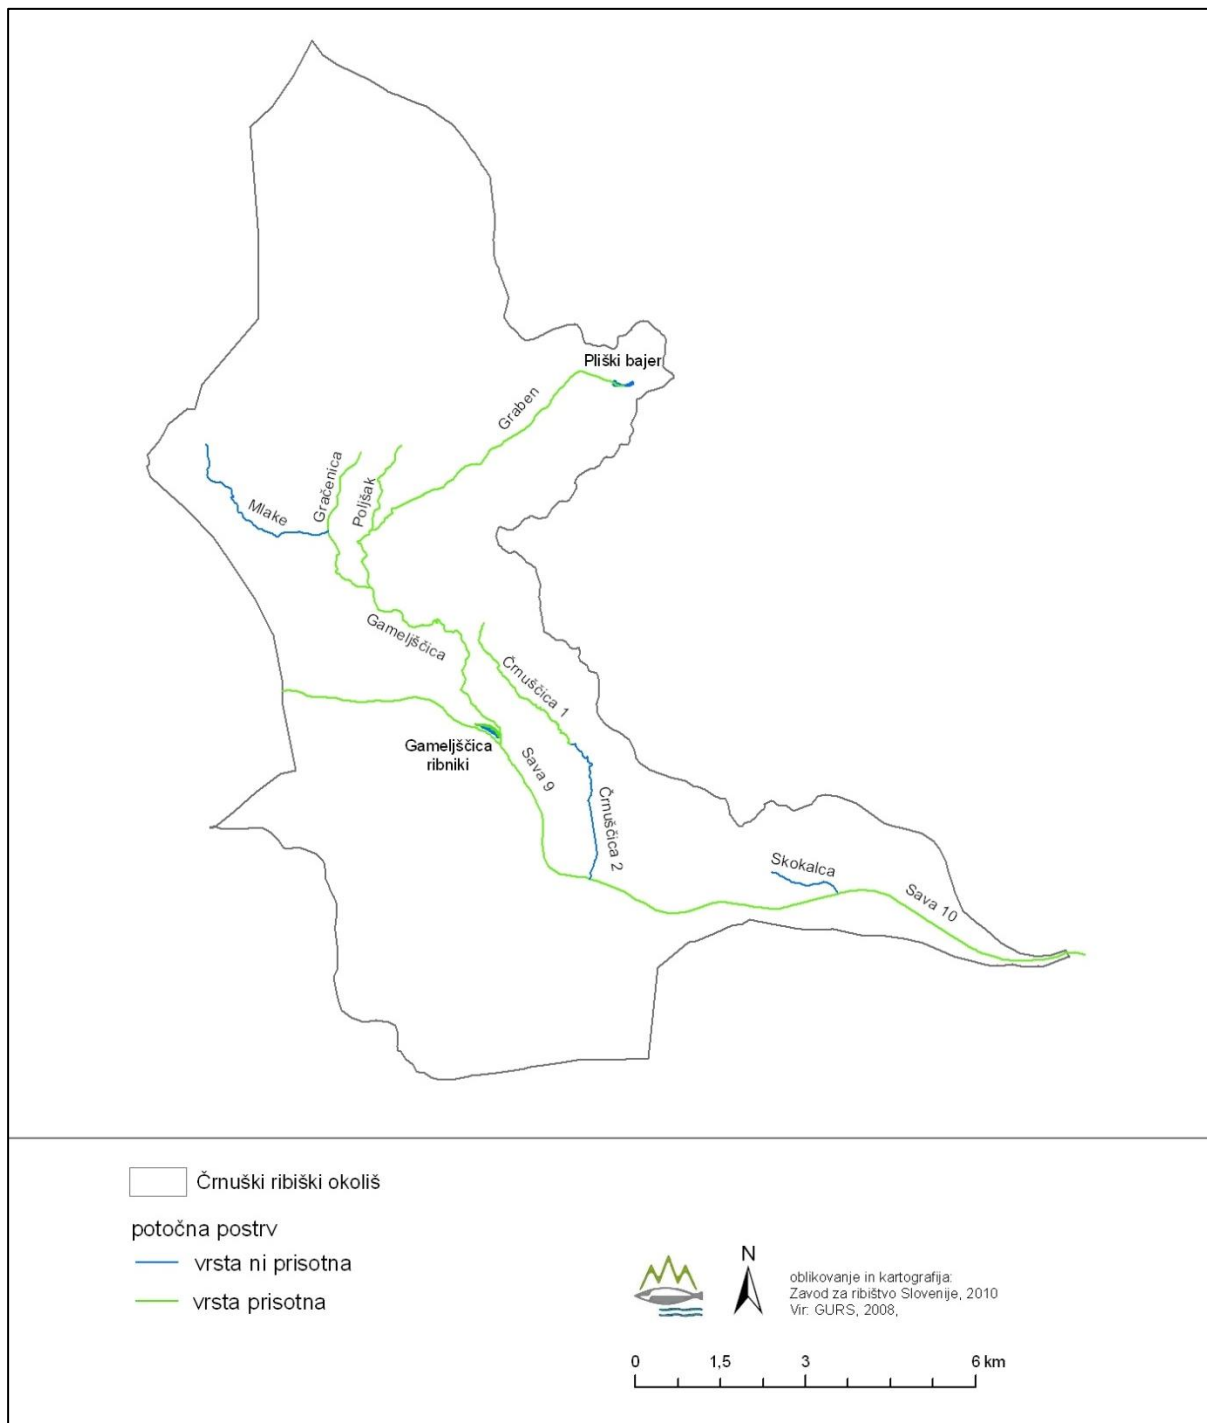 Pliški bajer
Graben
Gračenica
Poljšak
Mlake
Gameljščica
Črnuščica 1
Gameljščica
ribniki
Sava 9
Črnuščica 2
Skokalca
Sava 10
Črnuški ribiški okoliš
potočna postrv
vrsta ni prisotna
vrsta prisotna
N
oblikovanje in kartografija:
Zavod za ribištvo Slovenije, 2010
Vir: GURS, 2008,
0 1,5 3 6 km